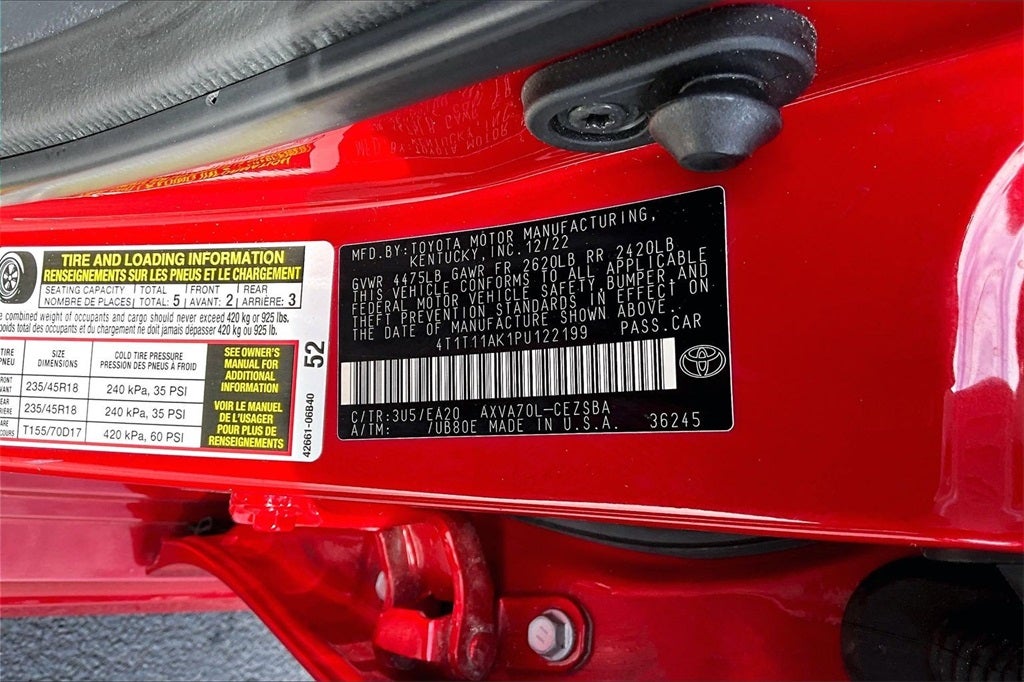 TIRE AND LOADING INFORMATION
RENSEIGNEMENTS SUR LES PNEUS ET LE CHARGEMENT
SEATING CAPACITY TOTAL FRONT REAR
NOMBRE DE PLACES TOTAL: 5 AVANT: 2 ARRIÈRE: 3
combined weight of occupants and cargo should never exceed 420 kg or 925 lbs.
total des occupants et du chargement ne doit jamais dépasser 420 kg ou 925 lb.
SIZE
DIMENSIONS
COLD TIRE PRESSURE
PRESSION DES PNEUS À FROID
235/45R18 240 kPa, 35 PSI
235/45R18 240 kPa, 35 PSI
T155/70D17 420 kPa, 60 PSI
SEE OWNER'S
MANUAL FOR
ADDITIONAL
INFORMATION
VOIR LE MANUEL
DE L'USAGER
POUR PLUS DE
RENSEIGNEMENTS
52
42661-06B40
MFD.BY:TOYOTA MOTOR MANUFACTURING,
KENTUCKY, INC.12/22
GVWR 4475LB GAWR FR 2620LB RR 2420LB
THIS VEHICLE CONFORMS TO ALL APPLICABLE
FEDERAL MOTOR VEHICLE SAFETY,BUMPER,AND
THEFT PREVENTION STANDARDS IN EFFECT ON
THE DATE OF MANUFACTURE SHOWN ABOVE.
4T1T11AK1PU122199 PASS.CAR
C/TR:3U5/EA20 AXVA70L-CEZSBA
A/TM: /UB80E MADE IN U.S.A. 36245